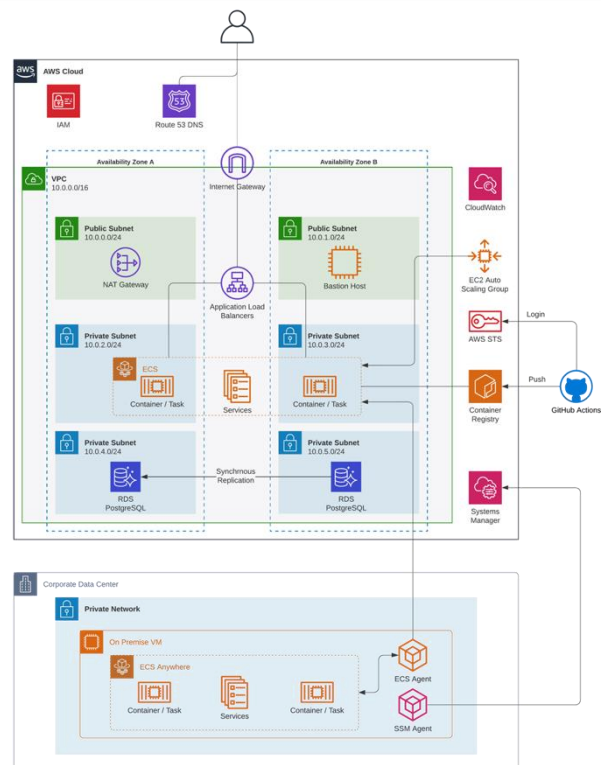 aws
AWS Cloud
IAM
53
Route 53 DNS
Availability Zone A
Availability Zone B
VPC
10.0.0.0/16
Internet Gateway
CloudWatch
Public Subnet
10.0.0.0/24
NAT Gateway
Public Subnet
10.0.1.0/24
Bastion Host
EC2 Auto
Scaling Group
Application Load
Balancers
Login
AWS STS
Private Subnet
10.0.2.0/24
Private Subnet
10.0.3.0/24
ECS
Container / Task
Services
Container / Task
Push
Container
Registry
GitHub Actions
Private Subnet
10.0.4.0/24
Private Subnet
10.0.5.0/24
Synchrnous
Replication
RDS
PostgreSQL
RDS
PostgreSQL
Systems
Manager
Corporate Data Center
Private Network
On Premise VM
ECS Anywhere
Container / Task
Services
Container / Task
ECS Agent
SSM Agent